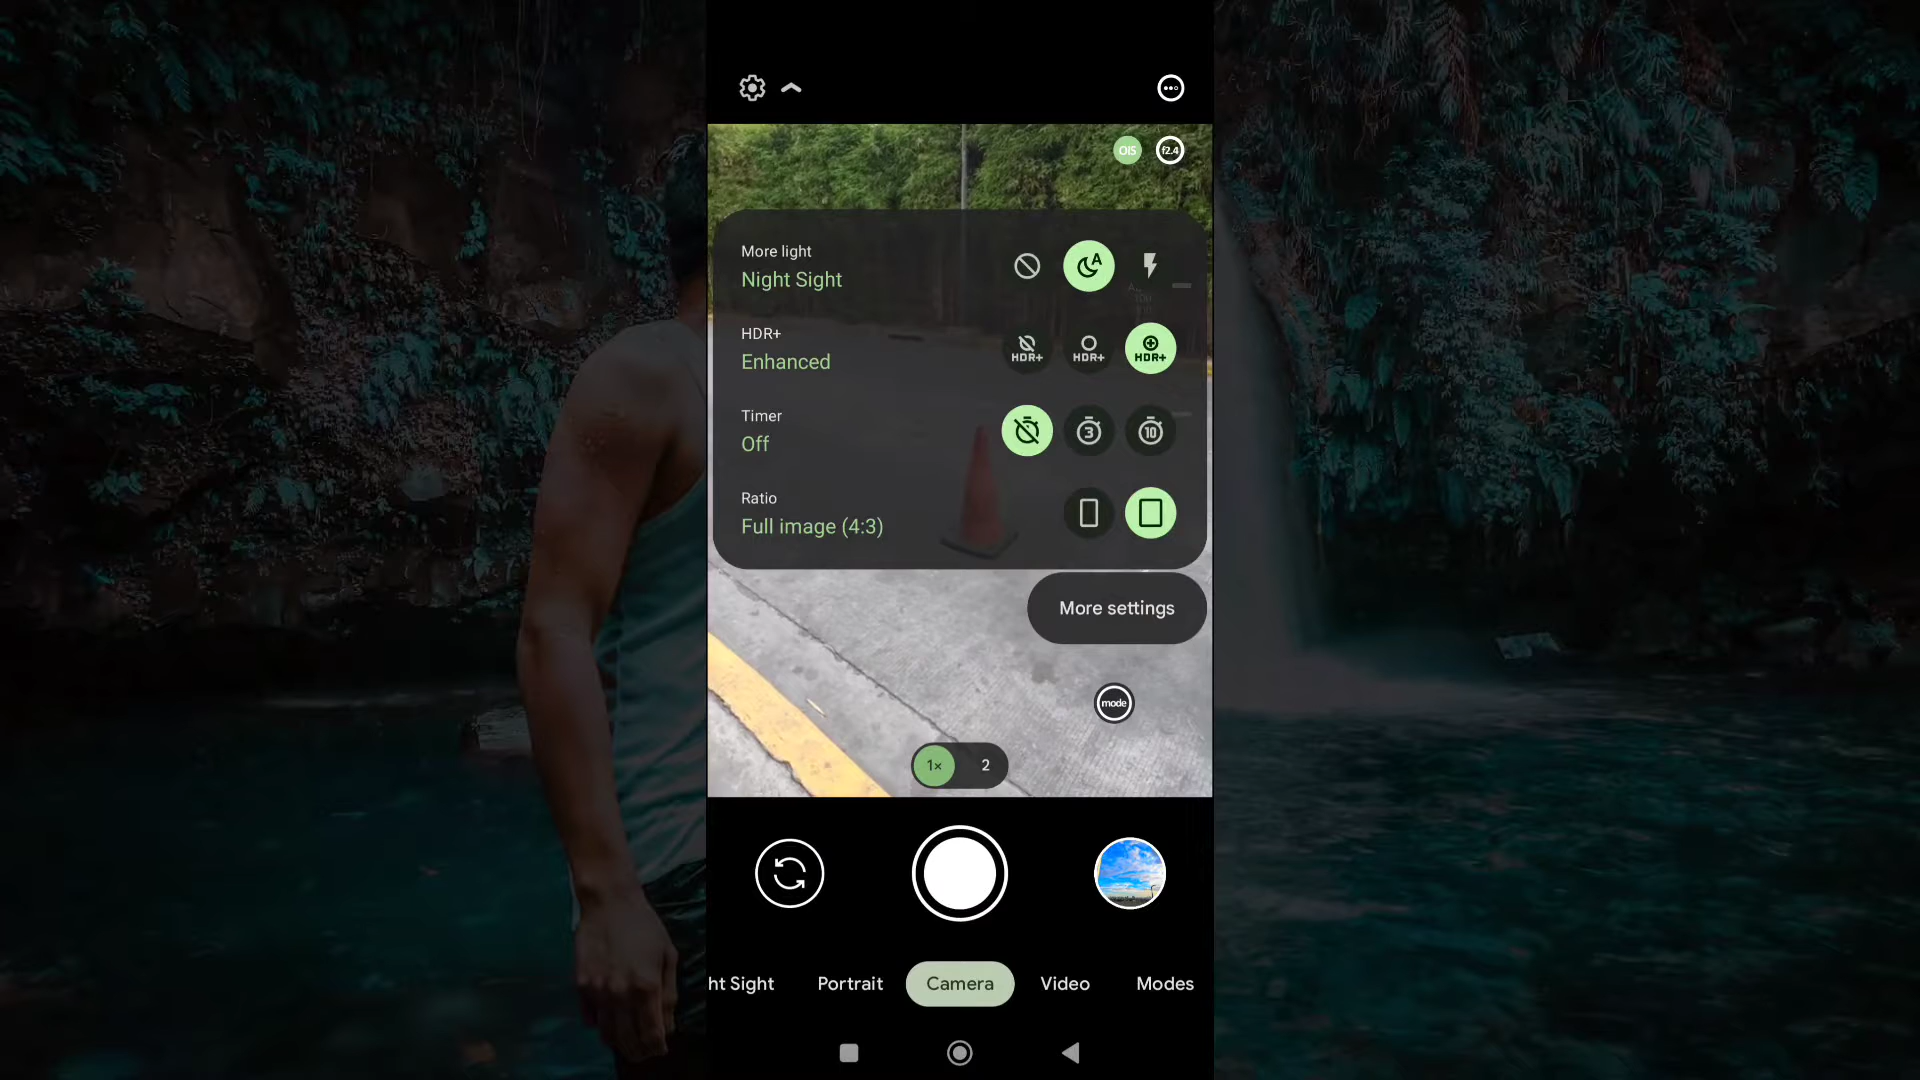 OIS
f2.4
More light
Night Sight
HDR+
Enhanced
HDR+
HDR+
HDR+
Timer
Off
3
10
Ratio
Full image (4:3)
More settings
mode
1×
2
ht Sight
Portrait
Camera
Video
Modes